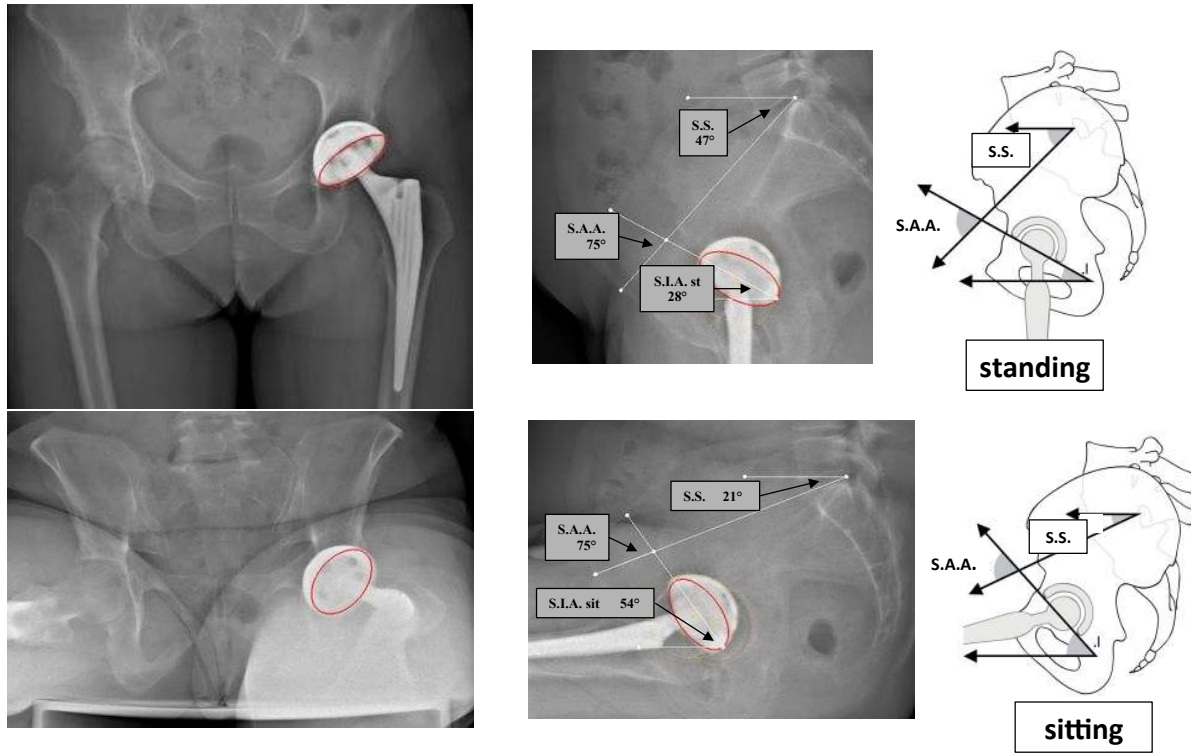 S.S.
47°
S.A.A.
75°
S.I.A. st
28°
S.S.
S.A.A.
.I
standing
S.S. 21°
S.A.A.
75°
S.I.A. sit 54°
S.S.
S.A.A.
.I
sitting